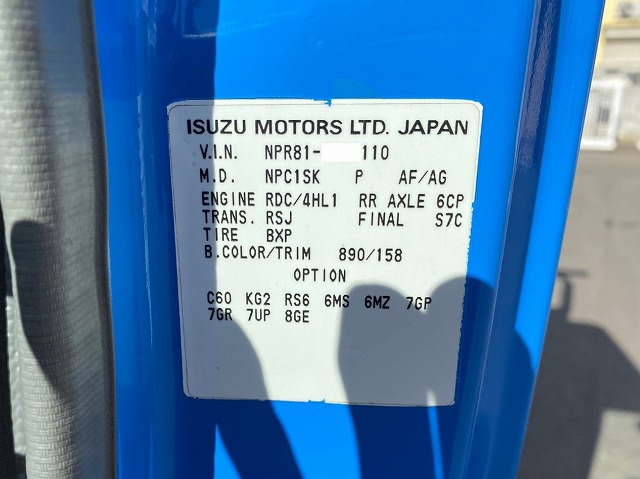 ISUZU MOTORS LTD. JAPAN
V.I.N. NPR81- 110
M.D. NPC1SK P AF/AG
ENGINE RDC/4HL1 RR AXLE 6CP
TRANS. RSJ FINAL S7C
TIRE BXP
B.COLOR/TRIM 890/158
OPTION
C60 KG2 RS6 6MS 6MZ 7GP
7GR 7UP 8GE